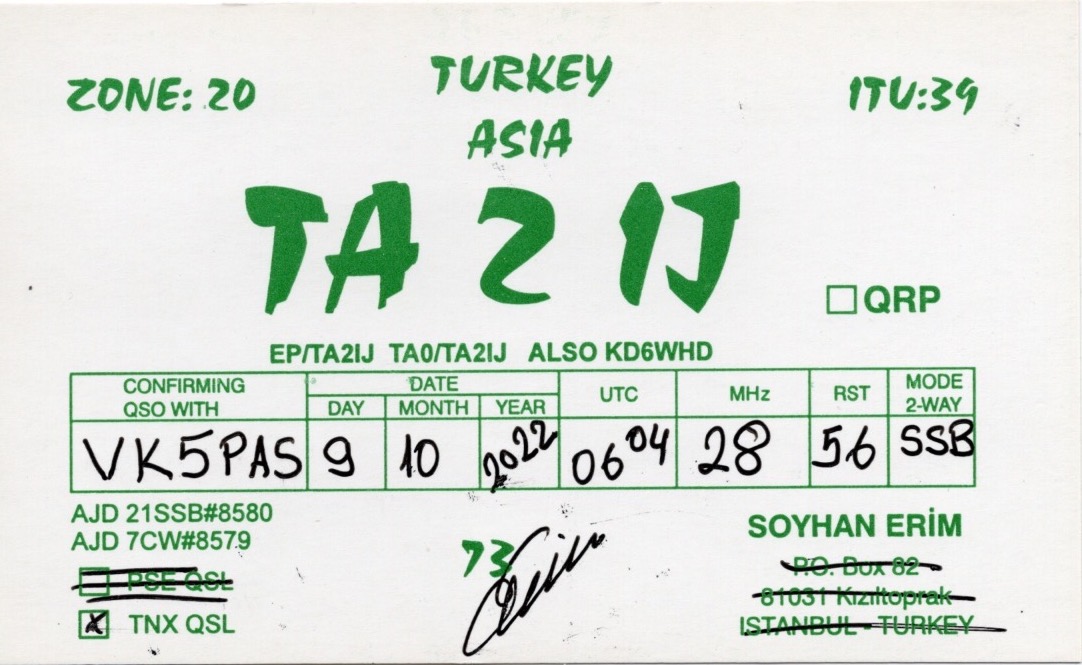 TURKEY
ZONE: 20 ITU:39
ASIA
TA 2 IJ
QRP
EP/TA2IJ TA0/TA2IJ ALSO KD6WHD
CONFIRMING QSO WITH DATE UTC MHz RST MODE 2-WAY
DAY MONTH YEAR
VK5PAS 9 10 2022 06 04 28 56 SSB
AJD 21SSB#8580
AJD 7CW#8579
SOYHAN ERİM
73
PSE QSL
P.O. Box 82
81031 Kızıltoprak
TNX QSL
ISTANBUL - TURKEY